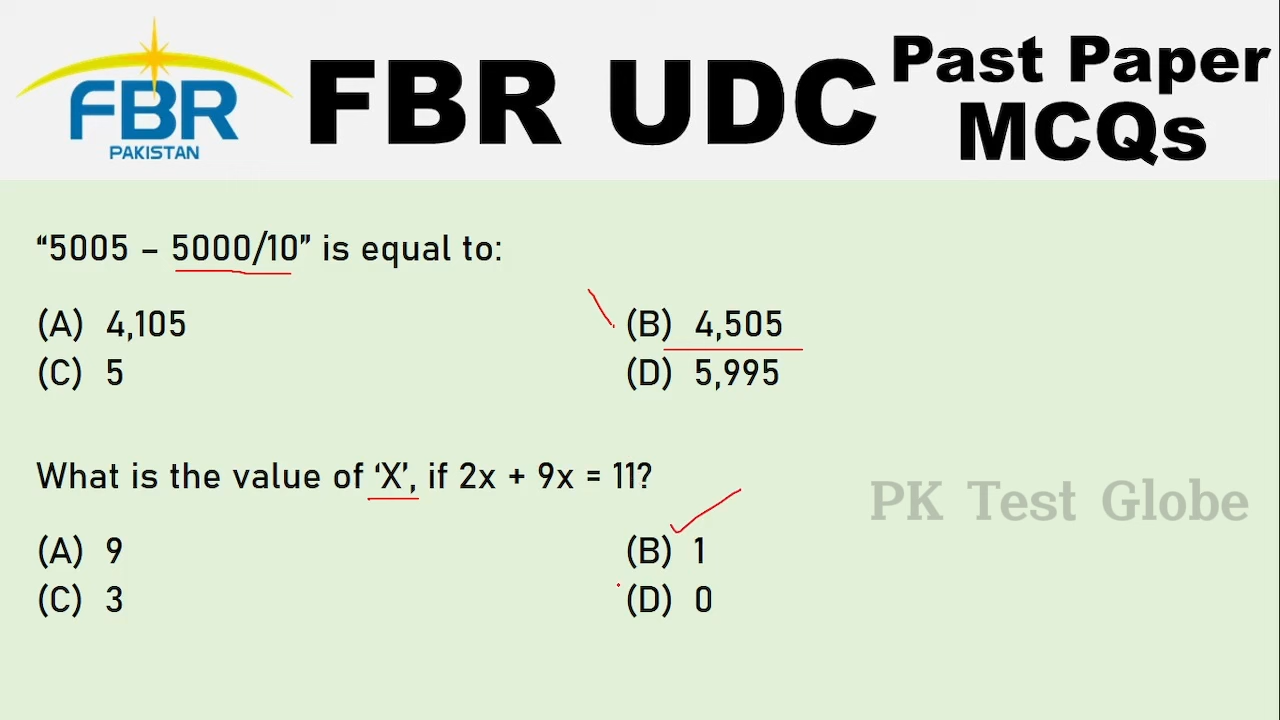 FBR
PAKISTAN
FBR UDC
Past Paper
MCQs
“5005 – 5000/10” is equal to:
(A) 4,105
(B) 4,505
(C) 5
(D) 5,995
What is the value of ‘X’, if 2x + 9x = 11?
PK Test Globe
(A) 9
(B) 1
(C) 3
(D) 0